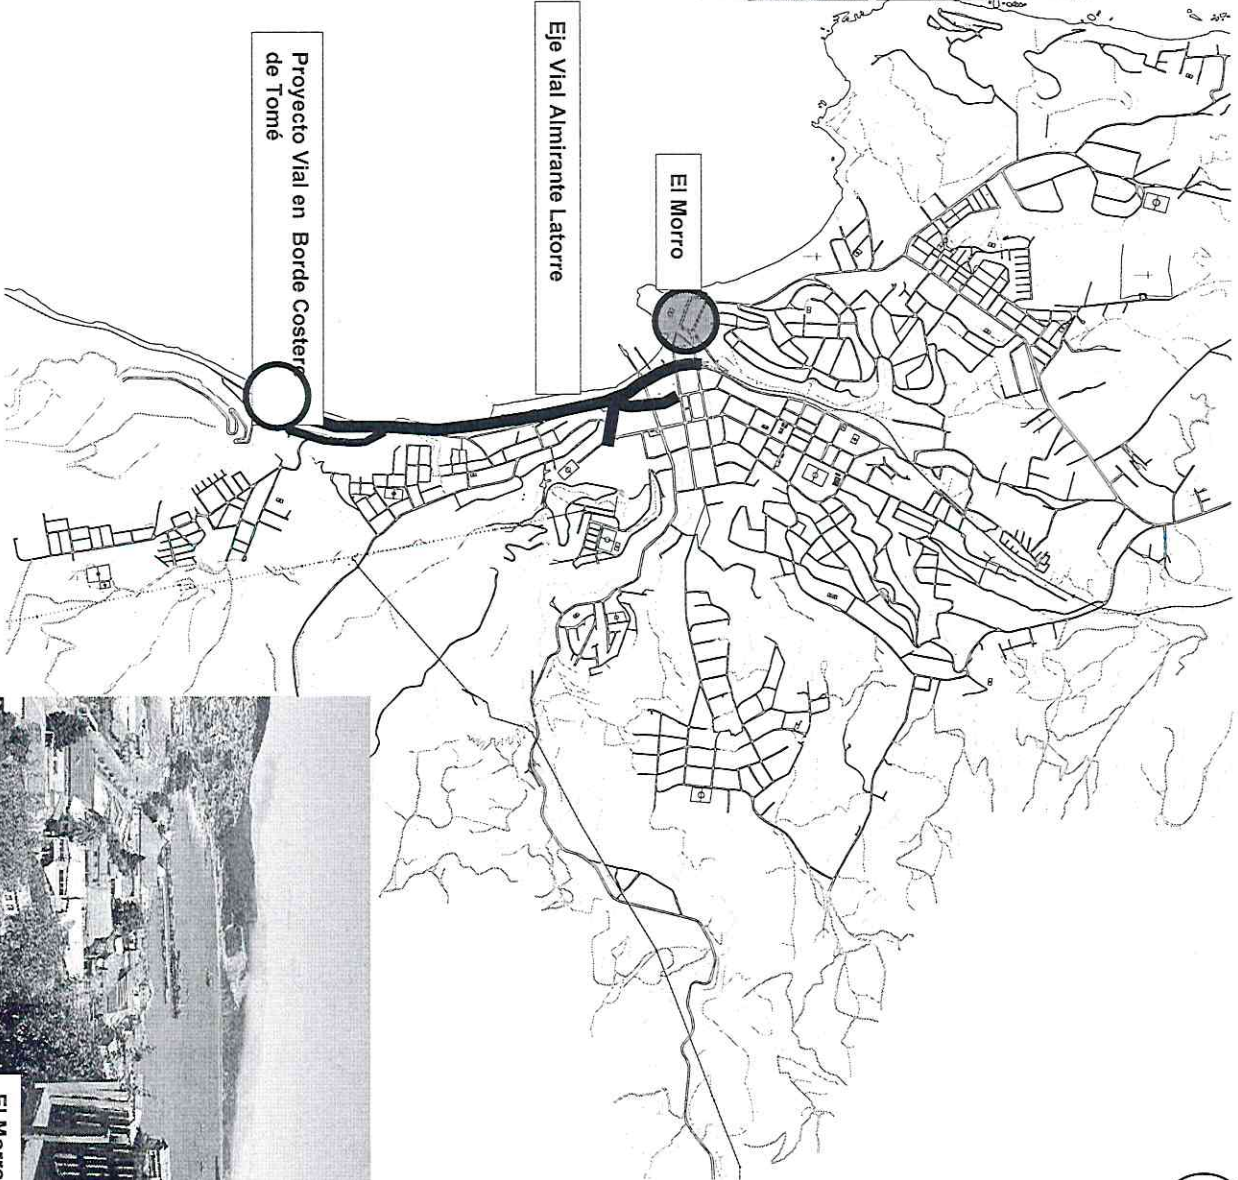 Proyecto Vial en Borde Costero
de Tomé
Eje Vial Almirante Latorre
El Morro
El Morro